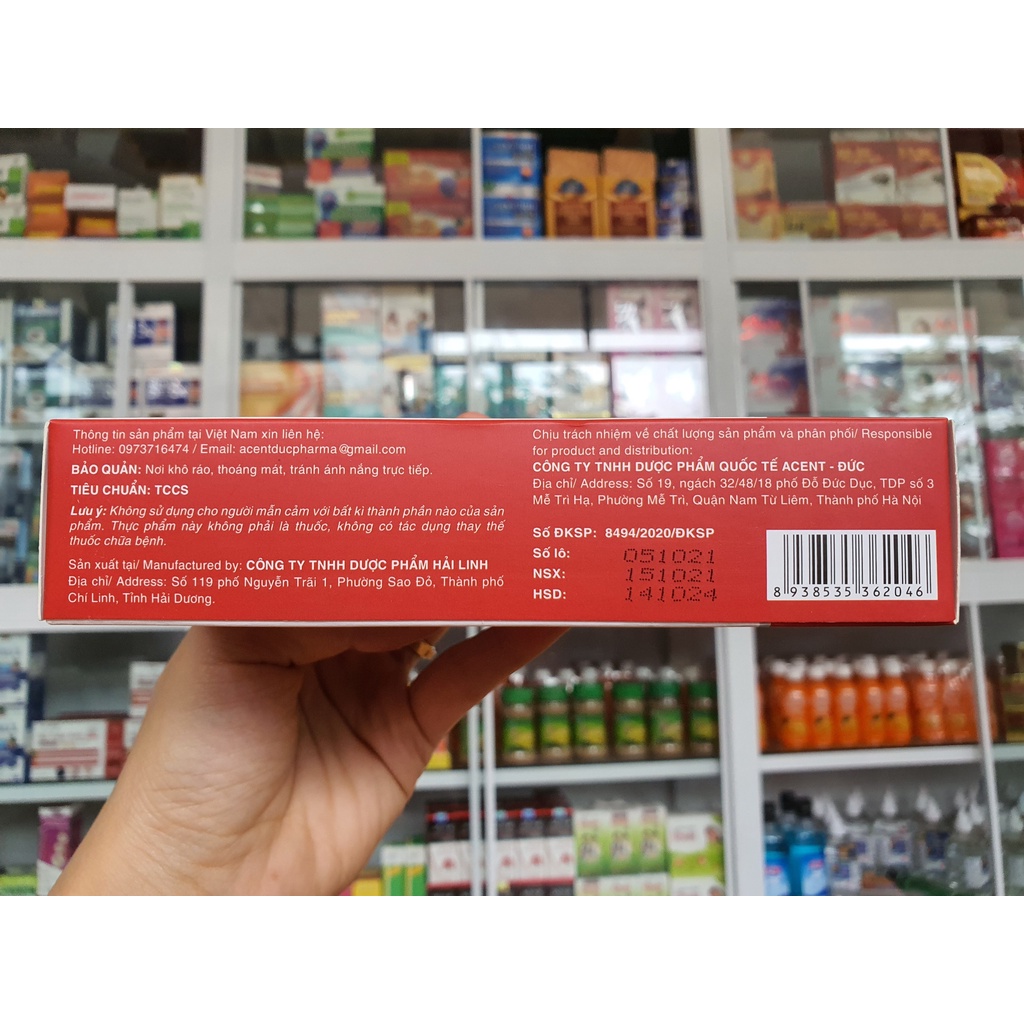 Thông tin sản phẩm tại Việt Nam xin liên hệ:
Hotline: 0973716474 / Email: acentducpharma@gmail.com
BẢO QUẢN: Nơi khô ráo, thoáng mát, tránh ánh nắng trực tiếp.
TIÊU CHUẨN: TCCS
Lưu ý: Không sử dụng cho người mẫn cảm với bất kì thành phần nào của sản
phẩm. Thực phẩm này không phải là thuốc, không có tác dụng thay thế
thuốc chữa bệnh.
Sản xuất tại/ Manufactured by: CÔNG TY TNHH DƯỢC PHẨM HẢI LINH
Địa chỉ/ Address: Số 119 phố Nguyễn Trãi 1, Phường Sao Đỏ, Thành phố
Chí Linh, Tỉnh Hải Dương.
Chịu trách nhiệm về chất lượng sản phẩm và phân phối/ Responsible
for product and distribution:
CÔNG TY TNHH DƯỢC PHẨM QUỐC TẾ ACENT - ĐỨC
Địa chỉ/ Address: Số 19, ngách 32/48/18 phố Đỗ Đức Dục, TDP số 3
Mễ Trì Hạ, Phường Mễ Trì, Quận Nam Từ Liêm, Thành phố Hà Nội
Số ĐKSP: 8494/2020/ĐKSP
Số lô: 051021
NSX: 151021
HSD: 141024
8 938535 362046